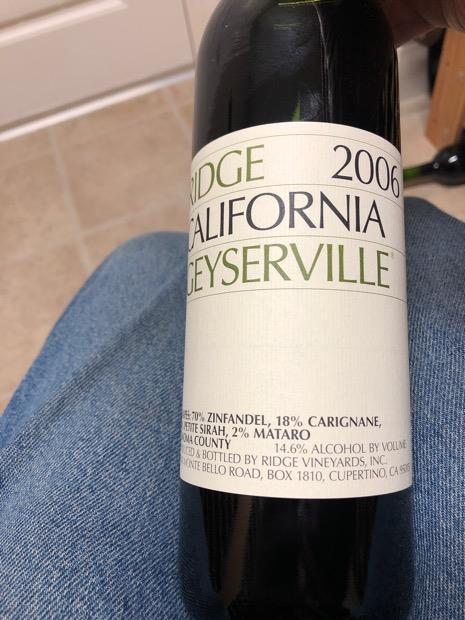 RIDGE 2006
CALIFORNIA
GEYSERVILLE
70% ZINFANDEL, 18% CARIGNANE,
PETITE SIRAH, 2% MATARO
COUNTY 14.6% ALCOHOL BY VOLUME
& BOTTLED BY RIDGE VINEYARDS, INC.
MONTE BELLO ROAD, BOX 1810, CUPERTINO, CA